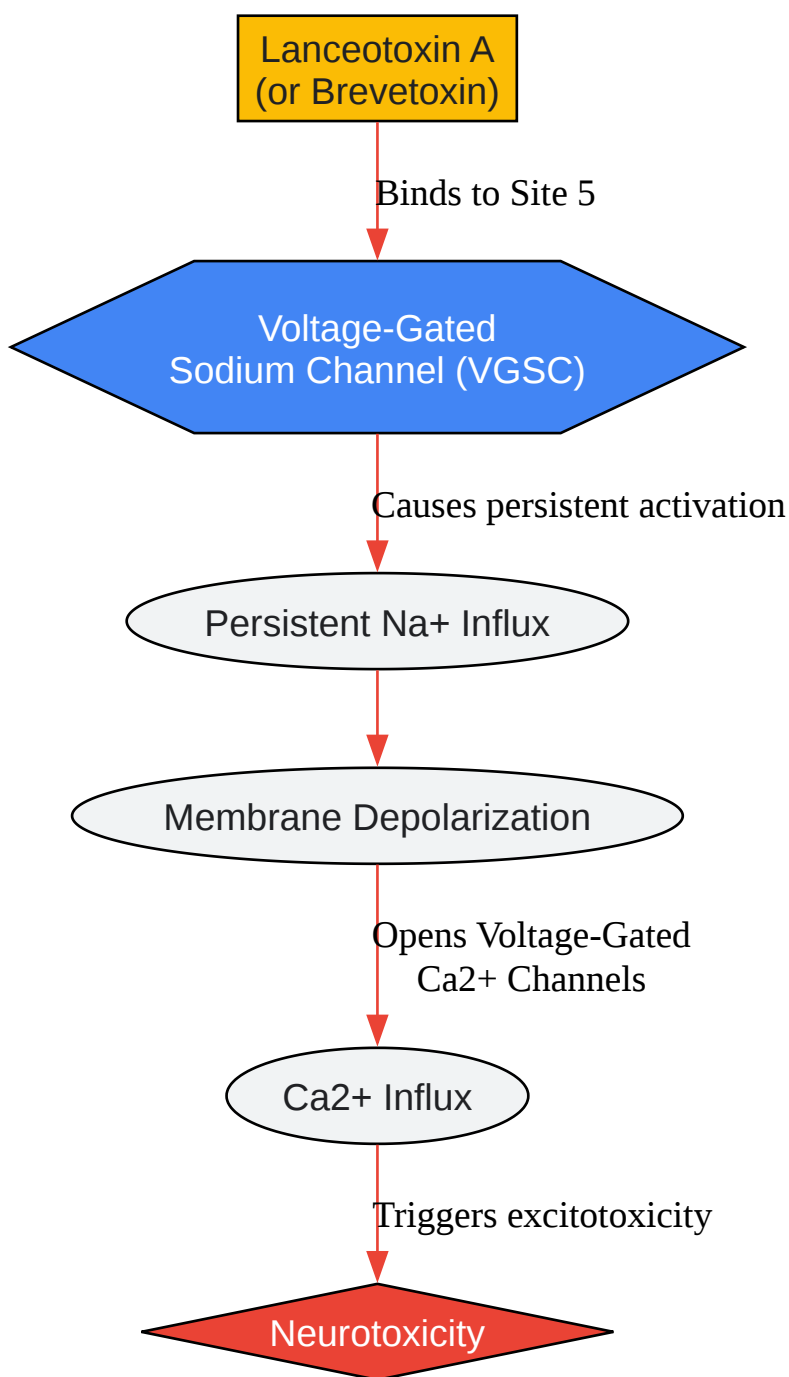 Lanceotoxin A
(or Brevetoxin)
Binds to Site 5
Voltage-Gated
Sodium Channel (VGSC)
Causes persistent activation
Persistent Na+ Influx
Membrane Depolarization
Opens Voltage-Gated
Ca2+ Channels
Ca2+ Influx
Triggers excitotoxicity
Neurotoxicity